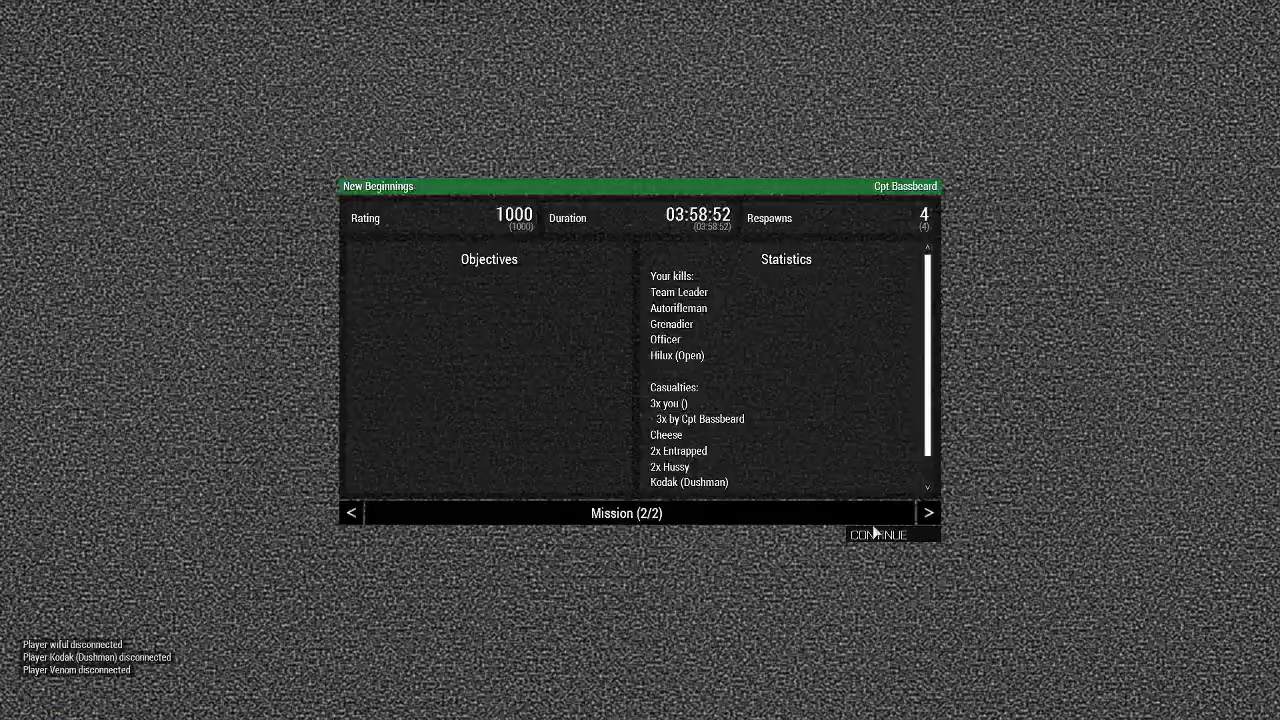 New Beginnings Cpt Bassbeard
Rating 1000 Duration 03:58:52 Respawns 4
(1000) (03:58:52) (4)
Objectives Statistics
Your kills:
Team Leader
Autorifleman
Grenadier
Officer
Hilux (Open)
Casualties:
3x you ()
3x by Cpt Bassbeard
Cheese
2x Entrapped
2x Hussy
Kodak (Dushman)
< Mission (2/2) >
CONTINUE
Player wiful disconnected
Player Kodak (Dushman) disconnected
Player Venom disconnected